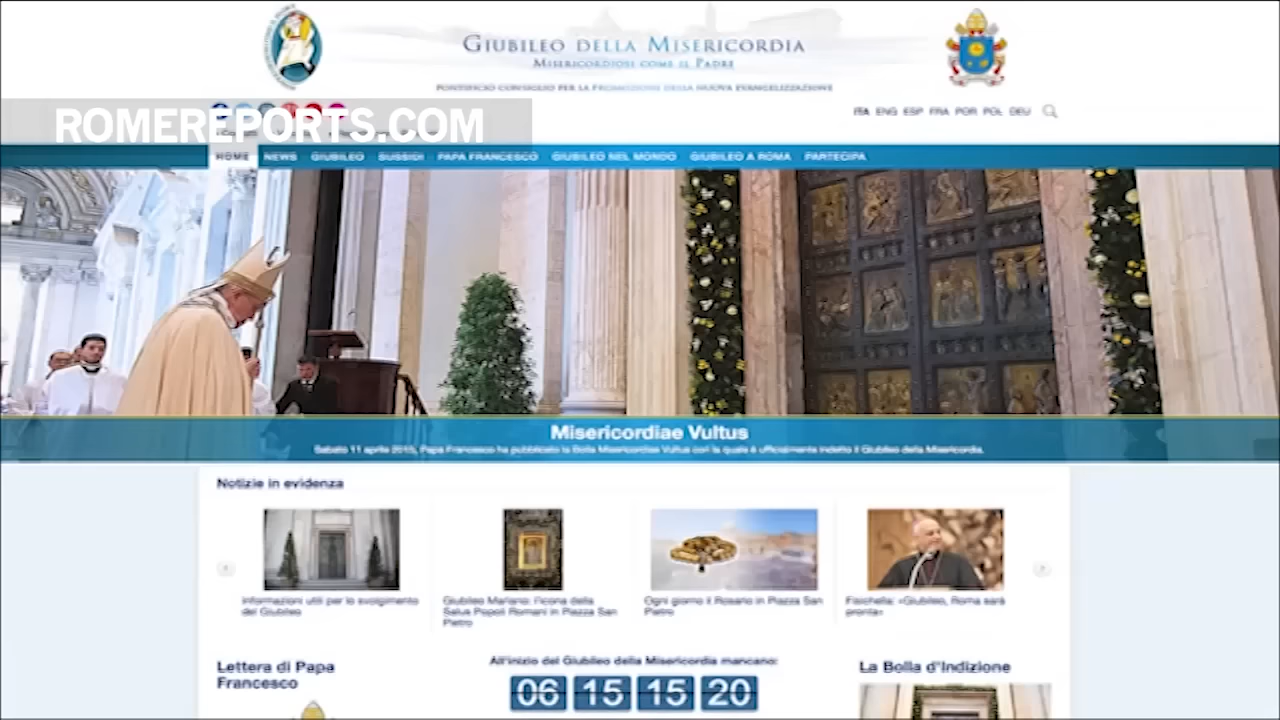 GIUBILEO DELLA MISERICORDIA
MISERICORDIOSI COME IL PADRE
PONTIFICIO CONSIGLIO PER LA PROMOZIONE DELLA NUOVA EVANGELIZZAZIONE
ROMEREPORTS.COM
ITA ENG ESP FRA POR POL DEU
HOME NEWS GIUBILEO SUSSIDI PAPA FRANCESCO GIUBILEO NEL MONDO GIUBILEO A ROMA PARTECIPA
Misericordiae Vultus
Sabato 11 aprile 2015, Papa Francesco ha pubblicato la Bolla Misericordiae Vultus con la quale è ufficialmente indetto il Giubileo della Misericordia.
Notizie in evidenza
Informazioni utili per lo svolgimento
del Giubileo
Giubileo Mariano: l'icona della
Salus Populi Romani in Piazza San
Pietro
Ogni giorno il Rosario in Piazza San
Pietro
Fisichella: «Giubileo, Roma sarà
pronta»
Lettera di Papa
Francesco
All'inizio del Giubileo della Misericordia mancano:
06 15 15 20
La Bolla d'Indizione